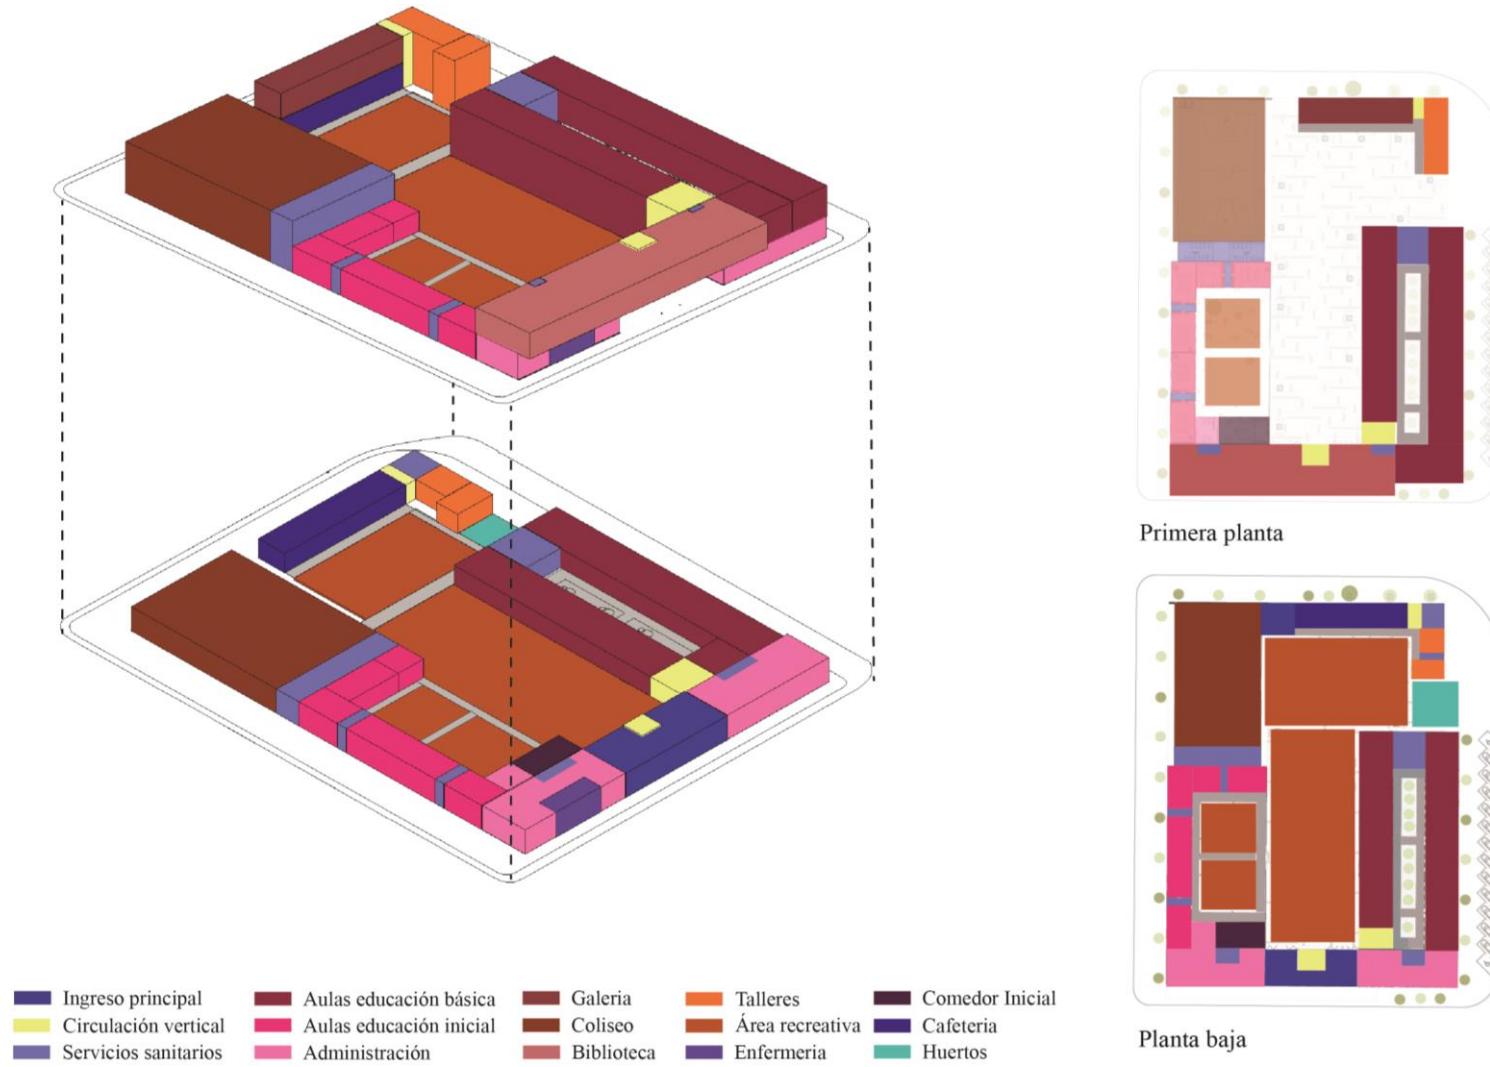 Primera planta
Planta baja
Ingreso principal
Circulación vertical
Servicios sanitarios
Aulas educación básica
Aulas educación inicial
Administración
Galeria
Coliseo
Biblioteca
Talleres
Área recreativa
Enfermeria
Comedor Inicial
Cafeteria
Huertos